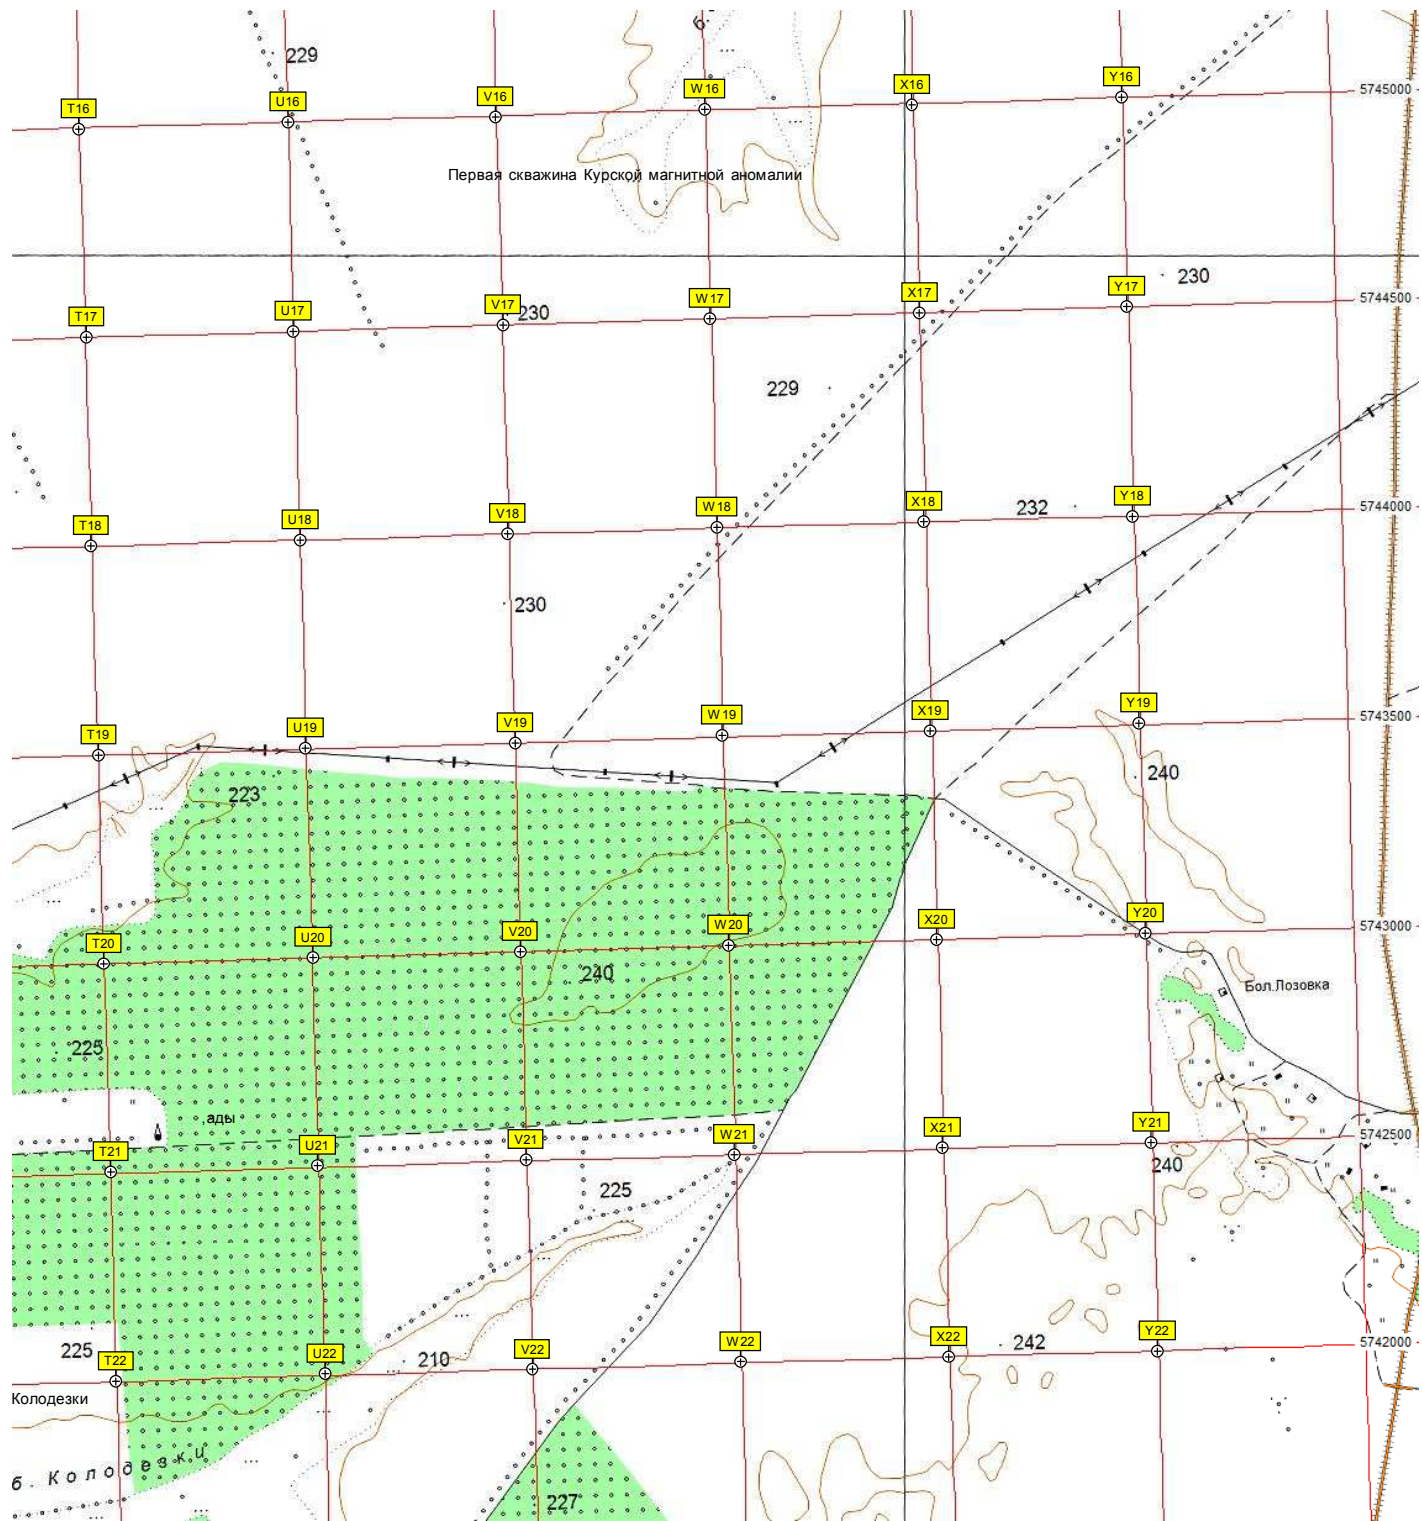 б.
229
Y16
X16
5745000
W16
V16
U16
T16
Первая скважина Курской магнитной аномалии
230
Y17
X17
5744500
W17
V17
230
U17
T17
229
Y18
X18
232
5744000
W18
V18
U18
T18
230
Y19
X19
5743500
W19
V19
U19
T19
240
223
Y20
X20
5743000
W20
V20
U20
T20
240
Бол.Лозовка
225
ады
Y21
X21
5742500
W21
V21
U21
T21
240
225
Y22
X22
242
5742000
W22
V22
U22
T22
225
210
Колодезки
б. Колодезки
227